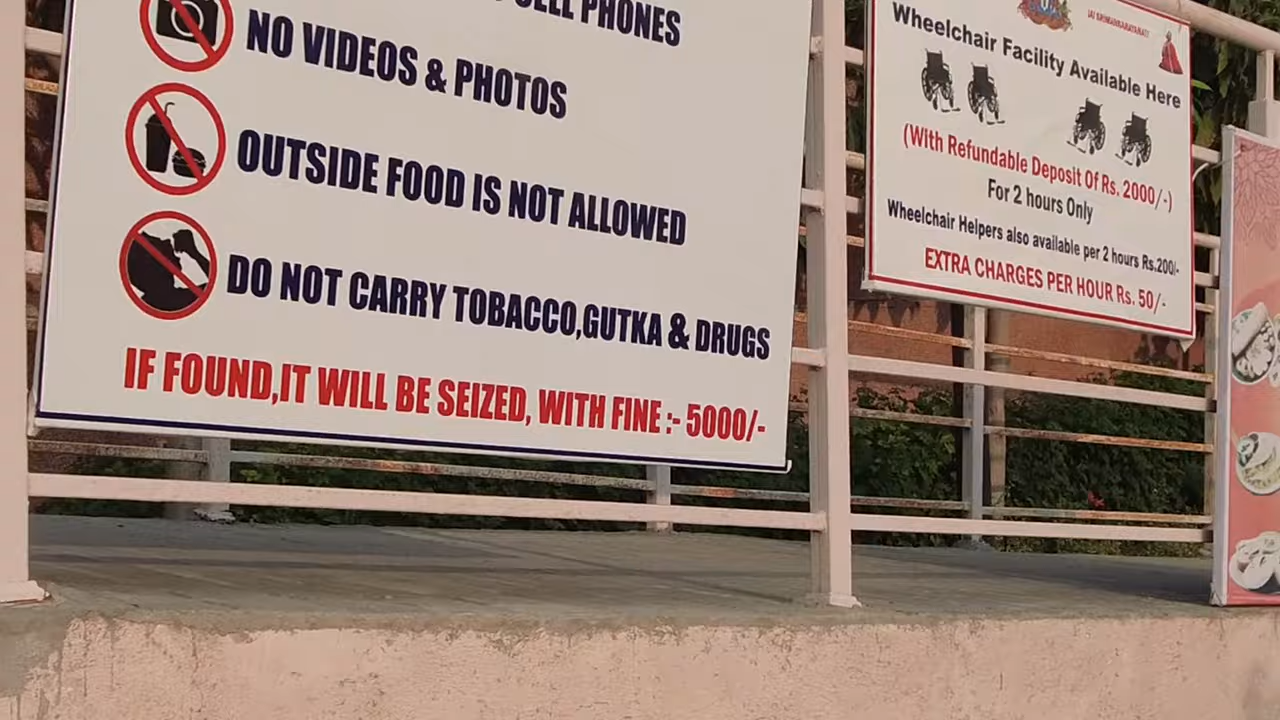 CELL PHONES
NO VIDEOS & PHOTOS
OUTSIDE FOOD IS NOT ALLOWED
DO NOT CARRY TOBACCO,GUTKA & DRUGS
IF FOUND,IT WILL BE SEIZED, WITH FINE :- 5000/-
Wheelchair Facility Available Here
(With Refundable Deposit Of Rs. 2000/-)
For 2 hours Only
Wheelchair Helpers also available per 2 hours Rs.200/-
EXTRA CHARGES PER HOUR Rs. 50/-